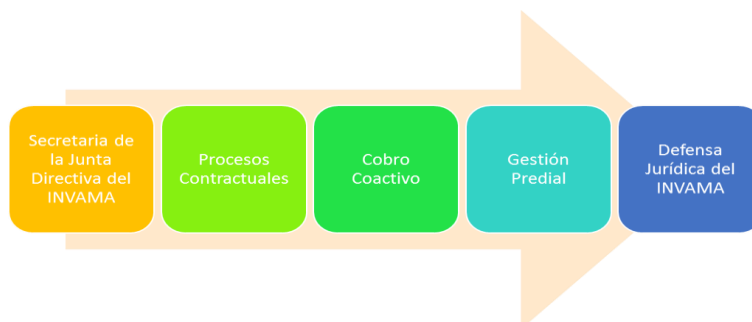 Secretaria de
la Junta
Directiva del
INVAMA
Procesos
Contractuales
Cobro
Coactivo
Gestión
Predial
Defensa
Jurídica del
INVAMA